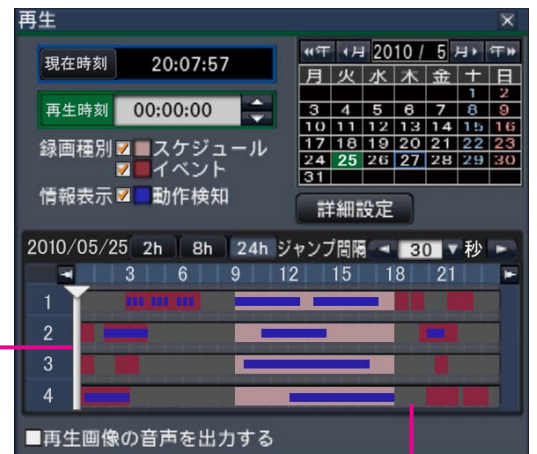 再生
現在時刻 20:07:57
再生時刻 00:00:00
録画種別 スケジュール
イベント
情報表示 動作検知
年 月 2010 / 5 月 年
月 火 水 木 金 土 日
1 2
3 4 5 6 7 8 9
10 11 12 13 14 15 16
17 18 19 20 21 22 23
24 25 26 27 28 29 30
31
詳細設定
2010/05/25 2h 8h 24h ジャンプ間隔 30 秒
3 6 9 12 15 18 21
1
2
3
4
再生画像の音声を出力する